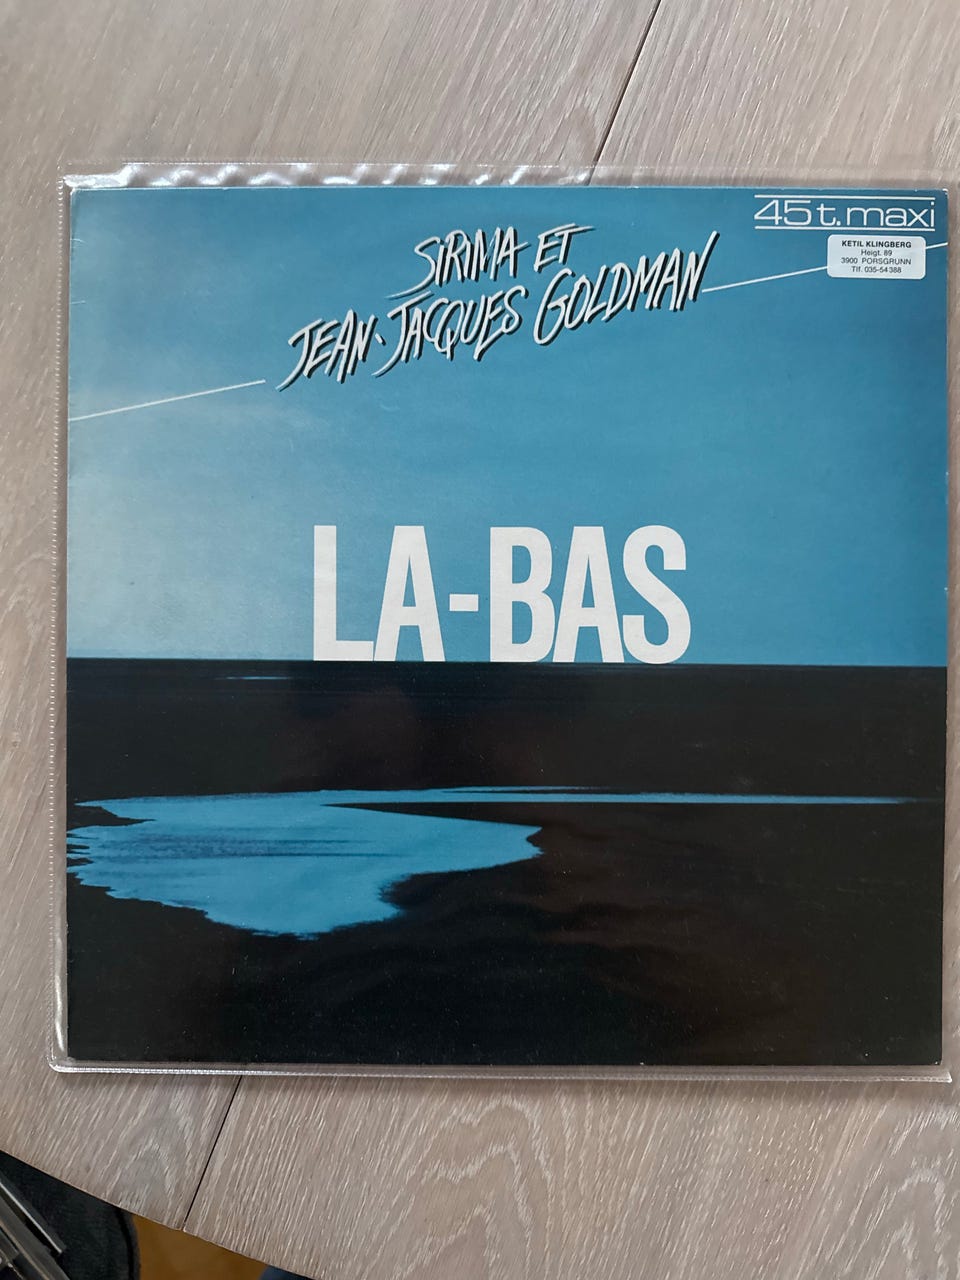 45 t. maxi
KETIL KLINGBERG
Heigt. 89
3900 PORSGRUNN
Tlf. 035-54388
SIRIMA ET
JEAN-JACQUES GOLDMAN
LA-BAS